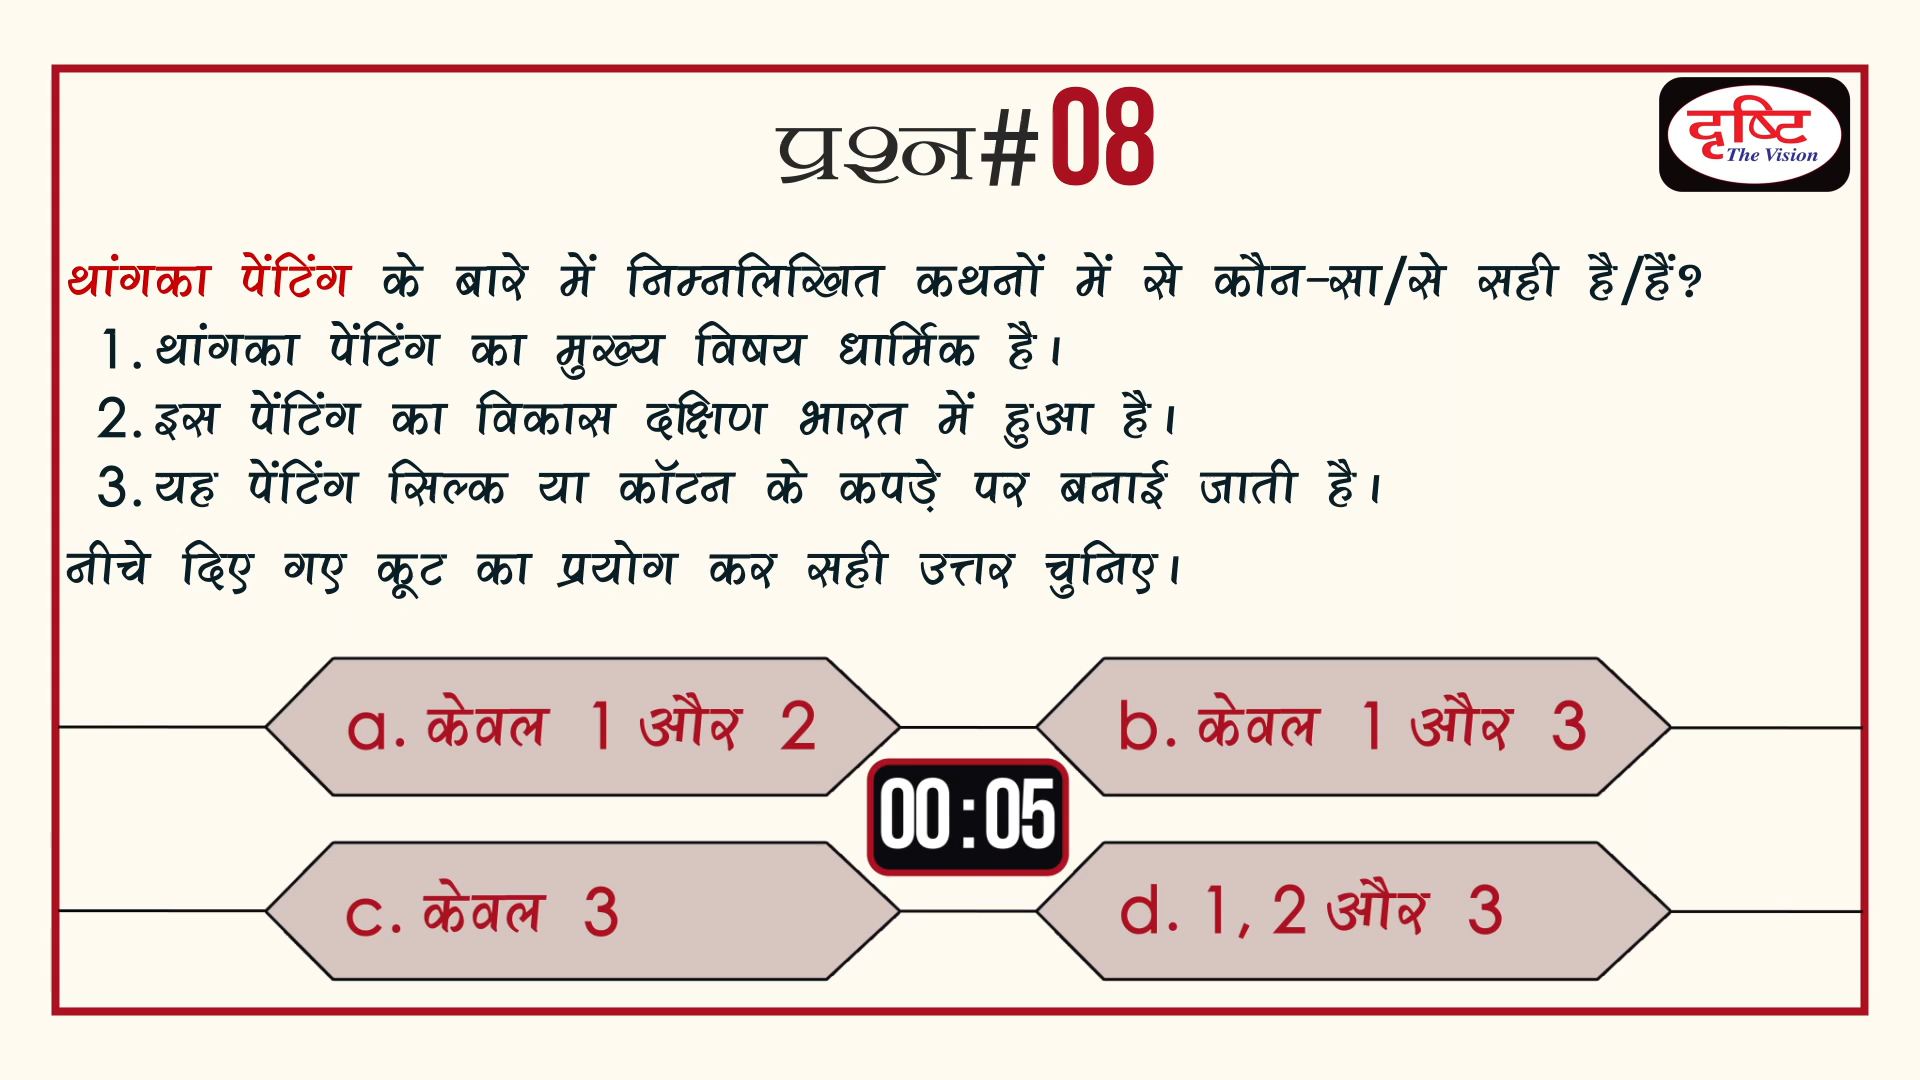 प्रश्न#08
दृष्टि
The Vision
थांगका पेंटिंग के बारे में निम्नलिखित कथनों में से कौन-सा/से सही है/हैं?
1. थांगका पेंटिंग का मुख्य विषय धार्मिक है।
2. इस पेंटिंग का विकास दक्षिण भारत में हुआ है।
3. यह पेंटिंग सिल्क या कॉटन के कपड़े पर बनाई जाती है।
नीचे दिए गए कूट का प्रयोग कर सही उत्तर चुनिए।
a. केवल 1 और 2
b. केवल 1 और 3
00:05
c. केवल 3
d. 1, 2 और 3